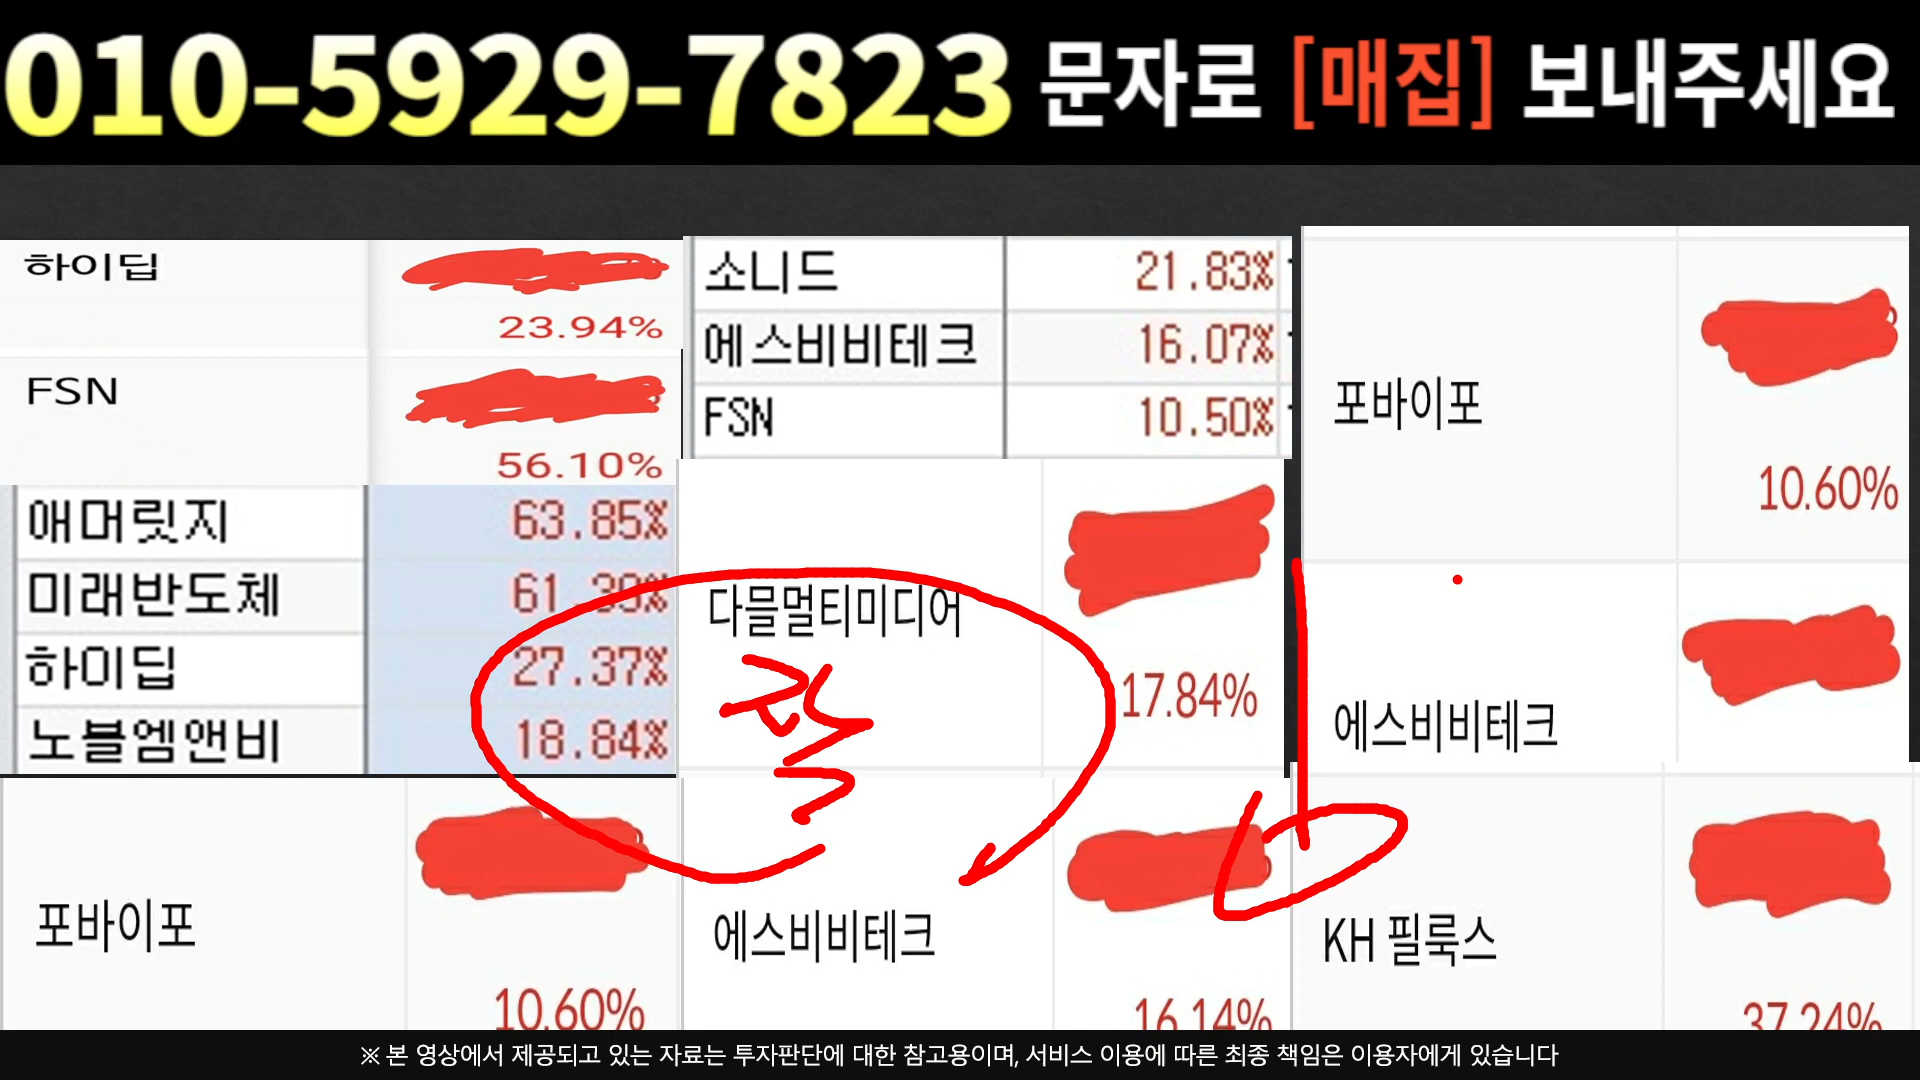 010-5929-7823 문자로 [매집] 보내주세요
하이딥
23.94%
FSN
56.10%
소니드 21.83%
에스비비테크 16.07%
FSN 10.50%
포바이포
10.60%
에스비비테크
애머릿지 63.85%
미래반도체 61.39%
하이딥 27.37%
노블엠앤비 18.84%
다믈멀티미디어
17.84%
포바이포
10.60%
에스비비테크
16.14%
KH 필룩스
37.24%
※ 본 영상에서 제공되고 있는 자료는 투자판단에 대한 참고용이며, 서비스 이용에 따른 최종 책임은 이용자에게 있습니다